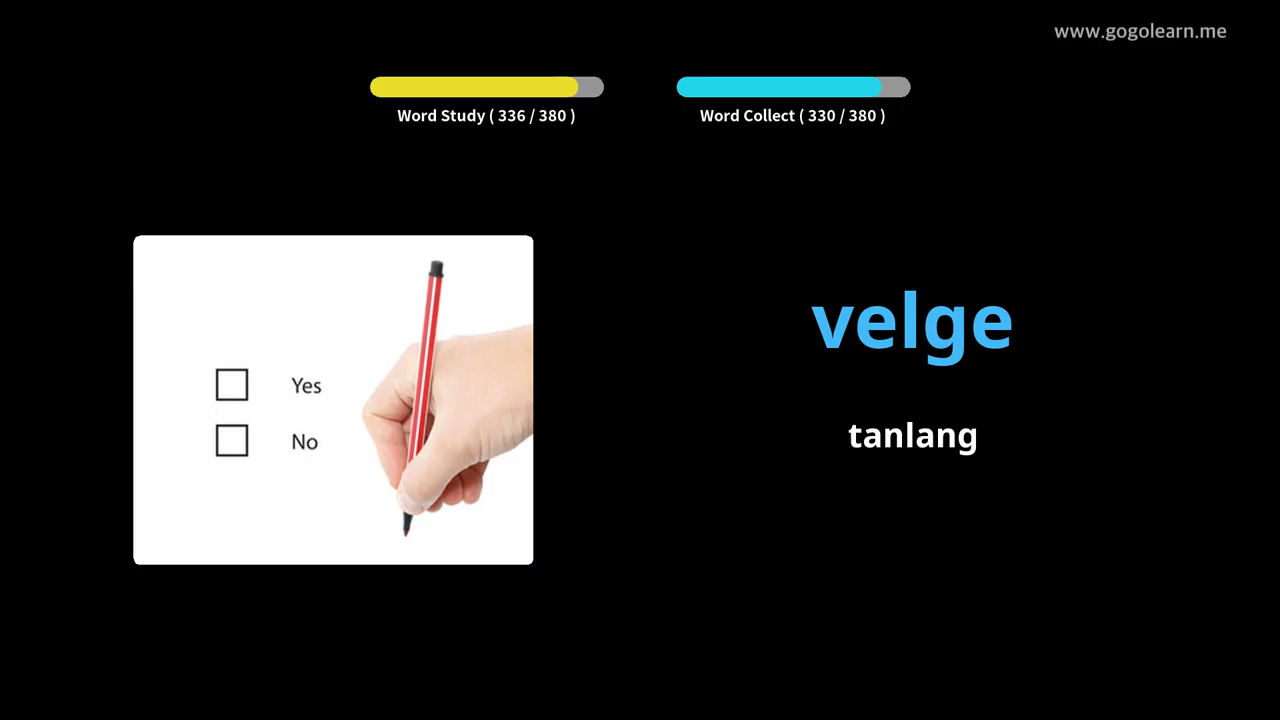 www.gogolearn.me
Word Study ( 336 / 380 )
Word Collect ( 330 / 380 )
Yes
No
velge
tanlang